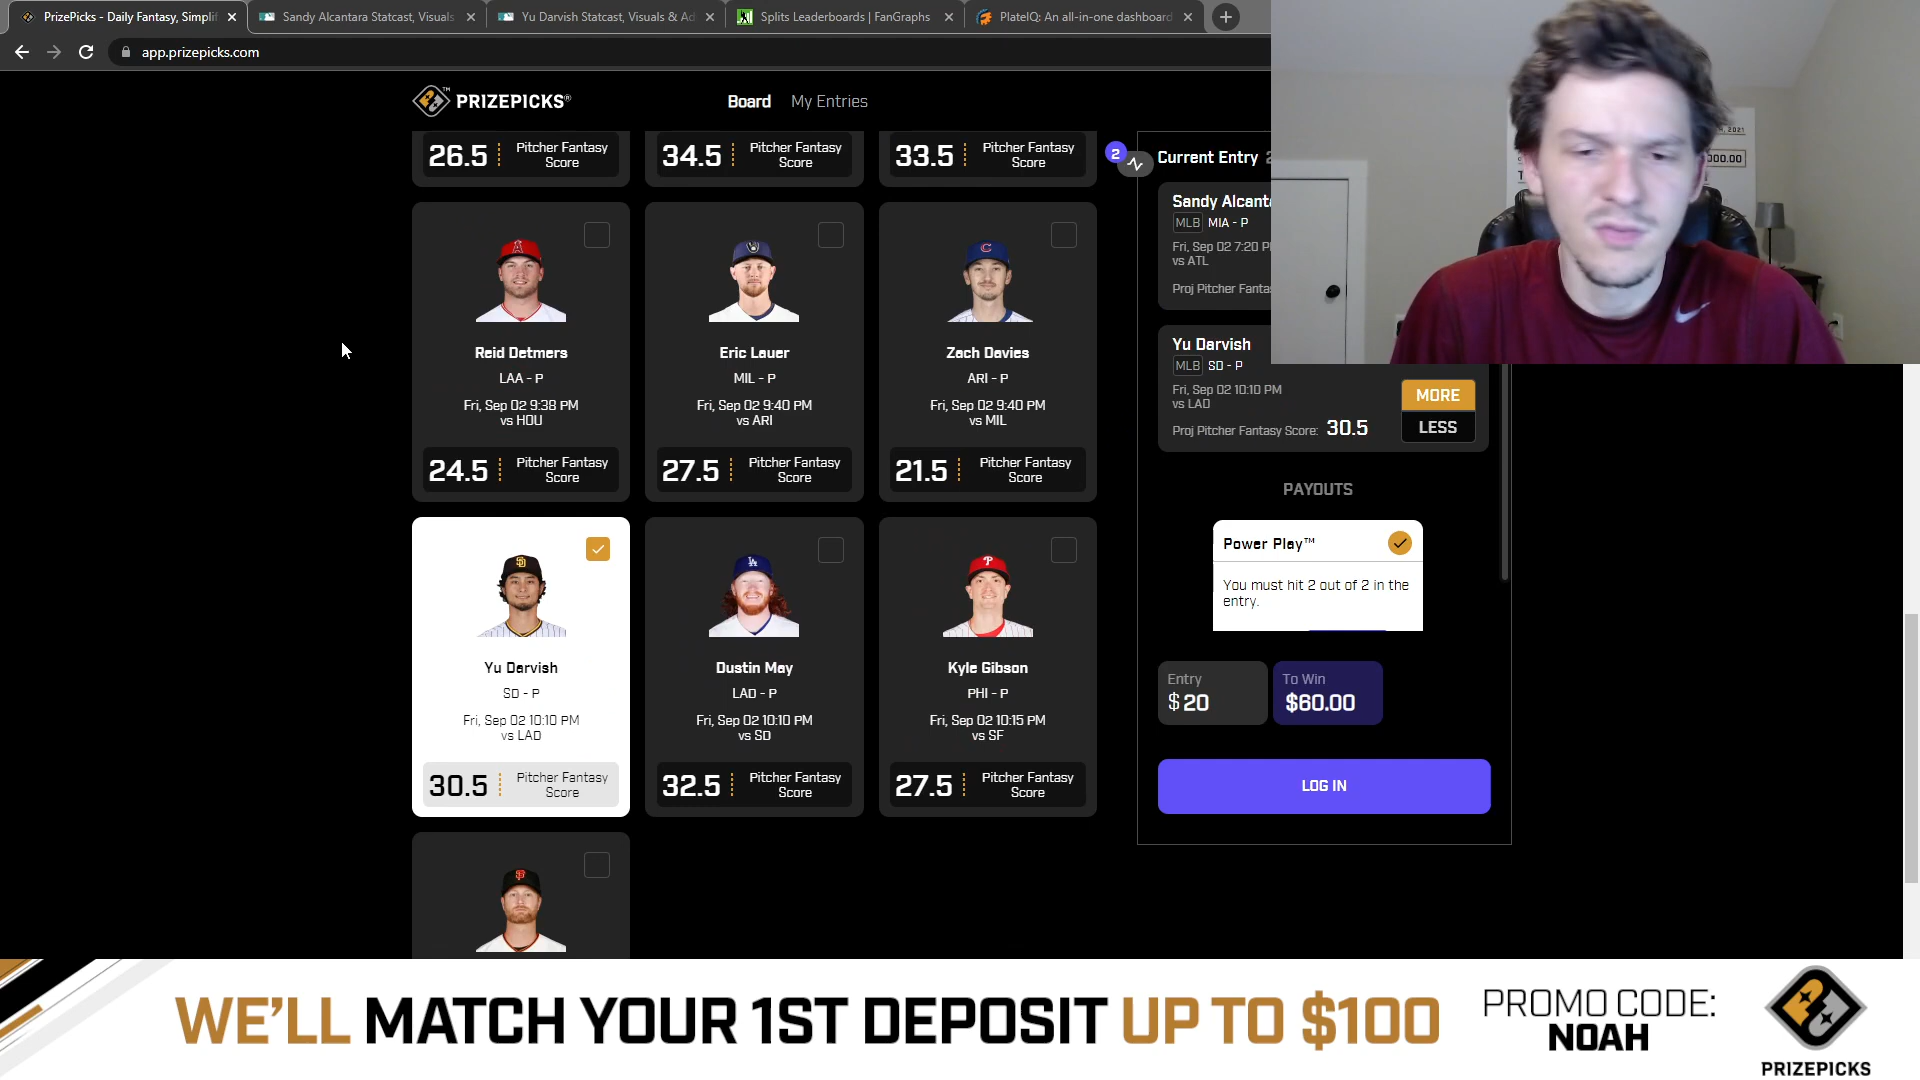 PrizePicks - Daily Fantasy, Simplifi
Sandy Alcantara Statcast, Visuals
Yu Darvish Statcast, Visuals & Ad
Splits Leaderboards | FanGraphs
PlateIQ: An all-in-one dashboard
app.prizepicks.com
PRIZEPICKS®
Board
My Entries
26.5
Pitcher Fantasy
Score
34.5
Pitcher Fantasy
Score
33.5
Pitcher Fantasy
Score
Reid Detmers
LAA - P
Fri, Sep 02 9:38 PM
vs HOU
24.5
Pitcher Fantasy
Score
Eric Lauer
MIL - P
Fri, Sep 02 9:40 PM
vs ARI
27.5
Pitcher Fantasy
Score
Zach Davies
ARI - P
Fri, Sep 02 9:40 PM
vs MIL
21.5
Pitcher Fantasy
Score
Yu Darvish
SD - P
Fri, Sep 02 10:10 PM
vs LAD
30.5
Pitcher Fantasy
Score
Dustin May
LAD - P
Fri, Sep 02 10:10 PM
vs SD
32.5
Pitcher Fantasy
Score
Kyle Gibson
PHI - P
Fri, Sep 02 10:15 PM
vs SF
27.5
Pitcher Fantasy
Score
2
Current Entry
Sandy Alcant
MLB MIA - P
Fri, Sep 02 7:20 P
vs ATL
Proj Pitcher Fanta
Yu Darvish
MLB SD - P
Fri, Sep 02 10:10 PM
vs LAD
Proj Pitcher Fantasy Score: 30.5
MORE
LESS
PAYOUTS
Power Play™
You must hit 2 out of 2 in the
entry.
Entry
$ 20
To Win
$60.00
LOG IN
, 2021
000.00
WE'LL MATCH YOUR 1ST DEPOSIT UP TO $100
PROMO CODE:
NOAH
PRIZEPICKS